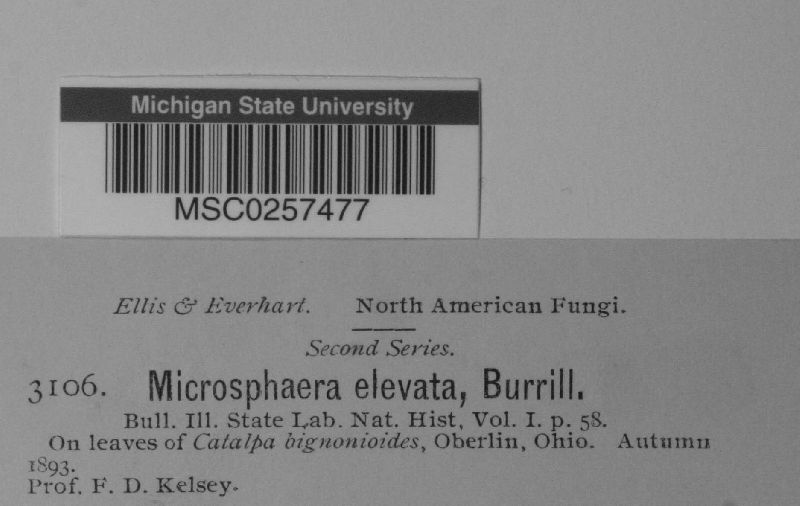 Michigan State University
MSC0257477
Ellis & Everhart. North American Fungi.
Second Series.
3106. Microsphaera elevata, Burrill.
Bull. Ill. State Lab. Nat. Hist, Vol. I. p. 58.
On leaves of Catalpa bignonioides, Oberlin, Ohio. Autumn
1893.
Prof. F. D. Kelsey.